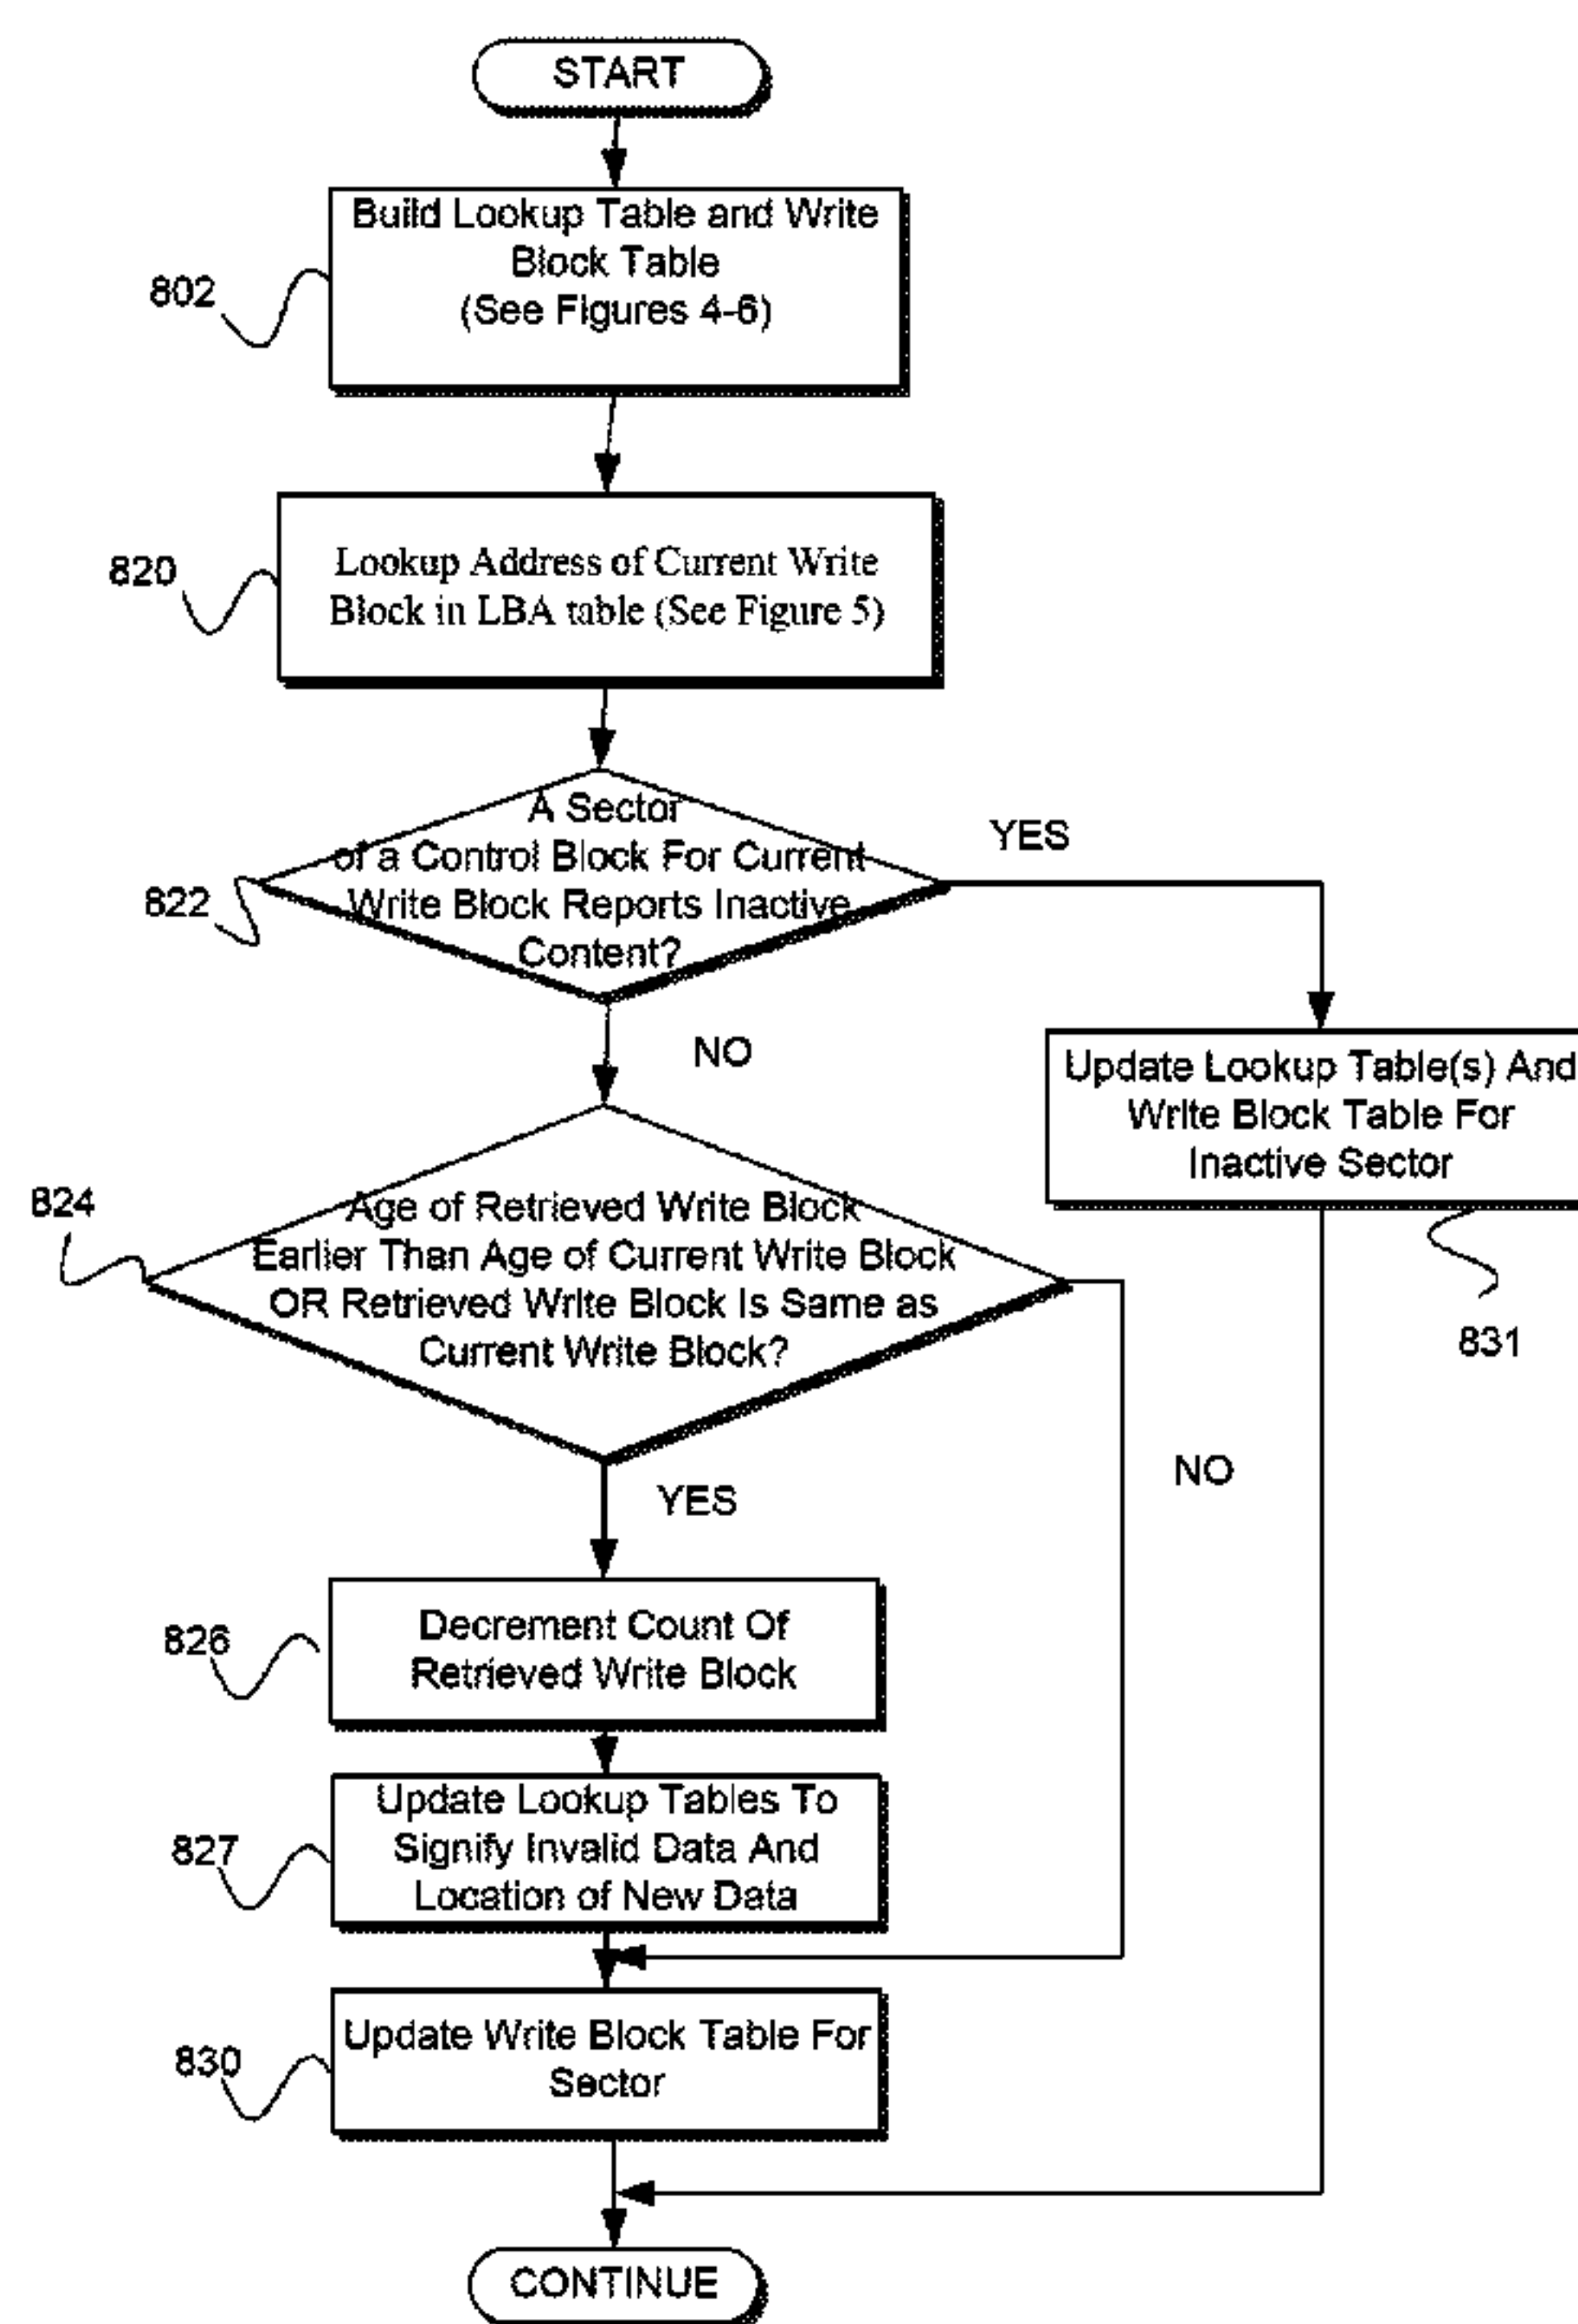 START
Build Lookup Table and Write
Block Table
(See Figures 4-6)
802
Lookup Address of Current Write
Block in LBA table (See Figure 5)
820
A Sector
of a Control Block For Current
Write Block Reports Inactive
Content?
822
YES
NO
Update Lookup Table(s) And
Write Block Table For
Inactive Sector
831
Age of Retrieved Write Block
Earlier Than Age of Current Write Block
OR Retrieved Write Block Is Same as
Current Write Block?
824
NO
YES
Decrement Count Of
Retrieved Write Block
826
Update Lookup Tables To
Signify Invalid Data And
Location of New Data
827
Update Write Block Table For
Sector
830
CONTINUE